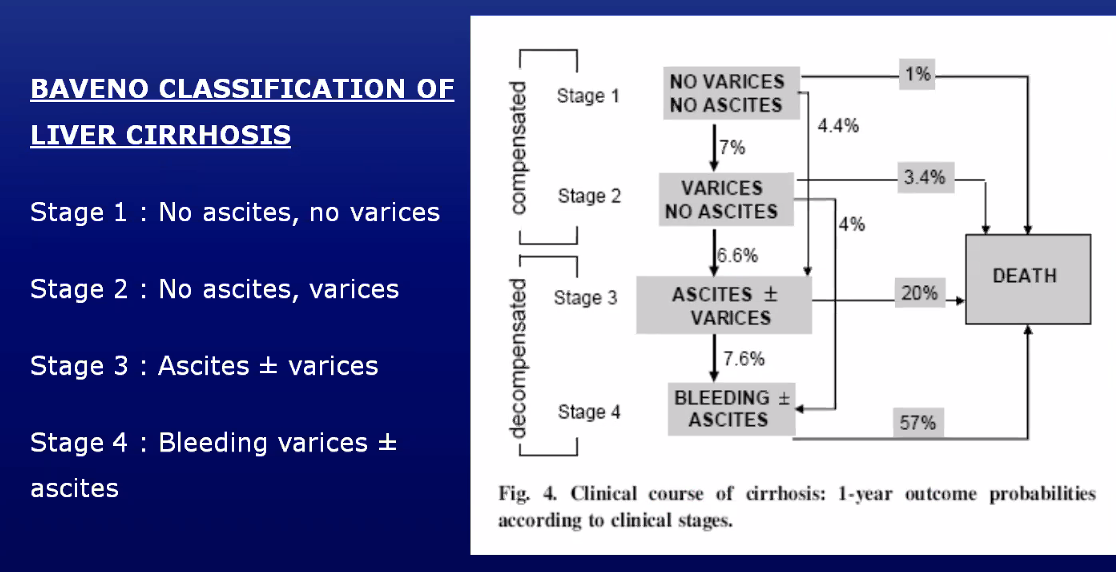 BAVENO CLASSIFICATION OF
LIVER CIRRHOSIS
Stage 1 : No ascites, no varices
Stage 2 : No ascites, varices
Stage 3 : Ascites ± varices
Stage 4 : Bleeding varices ±
ascites
compensated
Stage 1
NO VARICES
NO ASCITES
1%
4.4%
7%
Stage 2
VARICES
NO ASCITES
3.4%
4%
6.6%
decompensated
Stage 3
ASCITES ±
VARICES
20%
DEATH
7.6%
Stage 4
BLEEDING ±
ASCITES
57%
Fig. 4. Clinical course of cirrhosis: 1-year outcome probabilities
according to clinical stages.